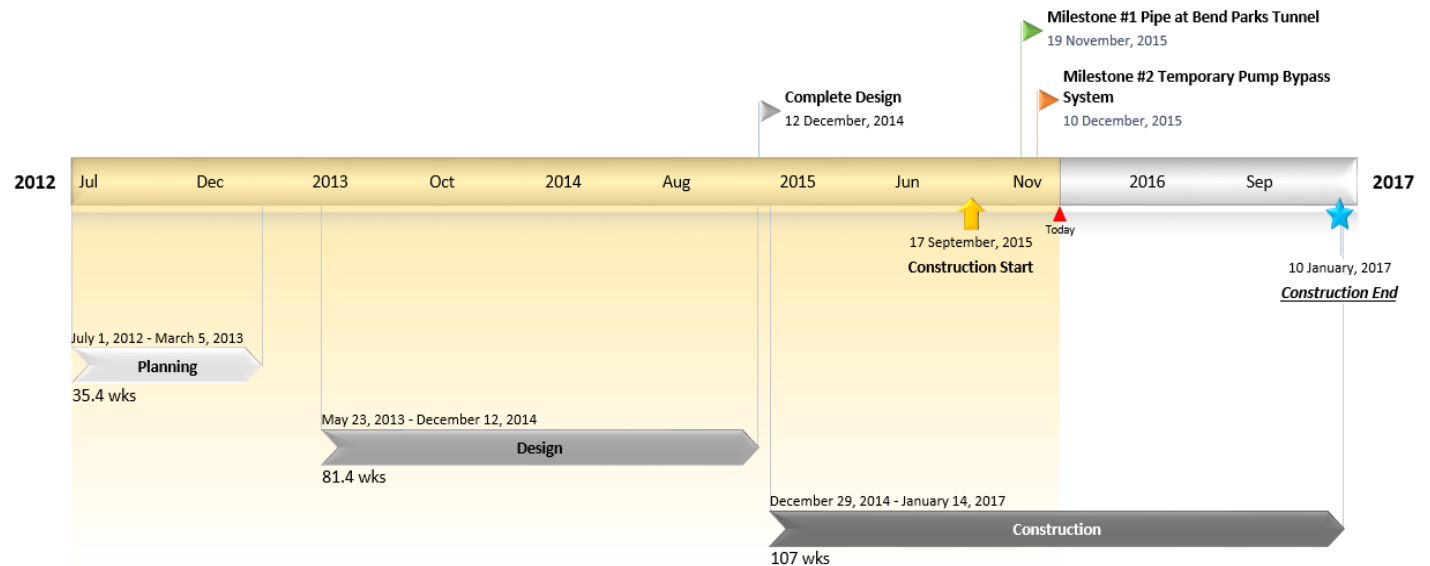 Milestone #1 Pipe at Bend Parks Tunnel
19 November, 2015
Milestone #2 Temporary Pump Bypass
System
10 December, 2015
Complete Design
12 December, 2014
2012 Jul Dec 2013 Oct 2014 Aug 2015 Jun Nov 2016 Sep 2017
Today
17 September, 2015
Construction Start
10 January, 2017
Construction End
July 1, 2012 - March 5, 2013
Planning
35.4 wks
May 23, 2013 - December 12, 2014
Design
81.4 wks
December 29, 2014 - January 14, 2017
Construction
107 wks